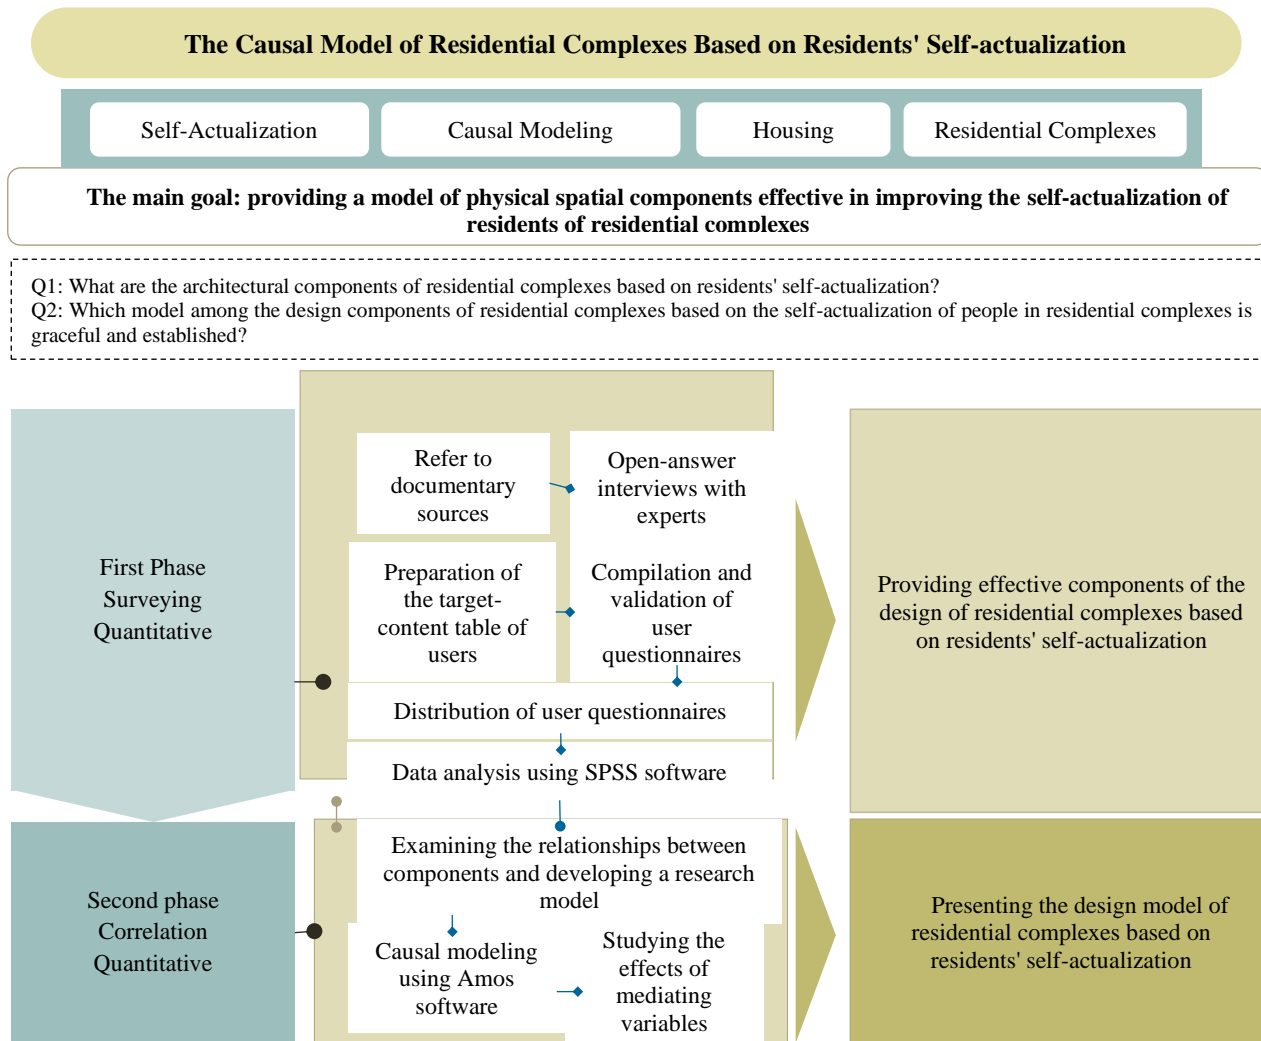 The Causal Model of Residential Complexes Based on Residents' Self-actualization
Self-Actualization
Causal Modeling
Housing
Residential Complexes
The main goal: providing a model of physical spatial components effective in improving the self-actualization of
residents of residential complexes
Q1: What are the architectural components of residential complexes based on residents' self-actualization?
Q2: Which model among the design components of residential complexes based on the self-actualization of people in residential complexes is
graceful and established?
First Phase
Surveying
Quantitative
Refer to
documentary
sources
Open-answer
interviews with
experts
Preparation of
the target-
content table of
users
Compilation and
validation of
user
questionnaires
Distribution of user questionnaires
Data analysis using SPSS software
Providing effective components of the
design of residential complexes based
on residents' self-actualization
Second phase
Correlation
Quantitative
Examining the relationships between
components and developing a research
model
Causal modeling
using Amos
software
Studying the
effects of
mediating
variables
Presenting the design model of
residential complexes based on
residents' self-actualization